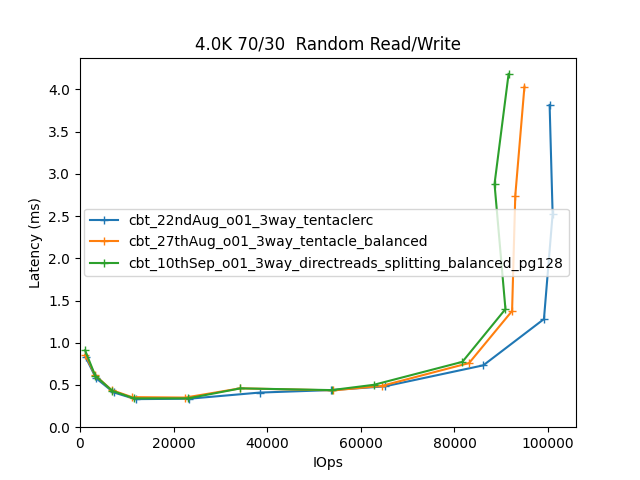 4.0K 70/30  Random Read/Write
4.0
3.5
3.0
2.5
2.0
1.5
1.0
0.5
0.0
Latency (ms)
cbt_22ndAug_o01_3way_tentaclerc
cbt_27thAug_o01_3way_tentacle_balanced
cbt_10thSep_o01_3way_directreads_splitting_balanced_pg128
0 20000 40000 60000 80000 100000
IOps